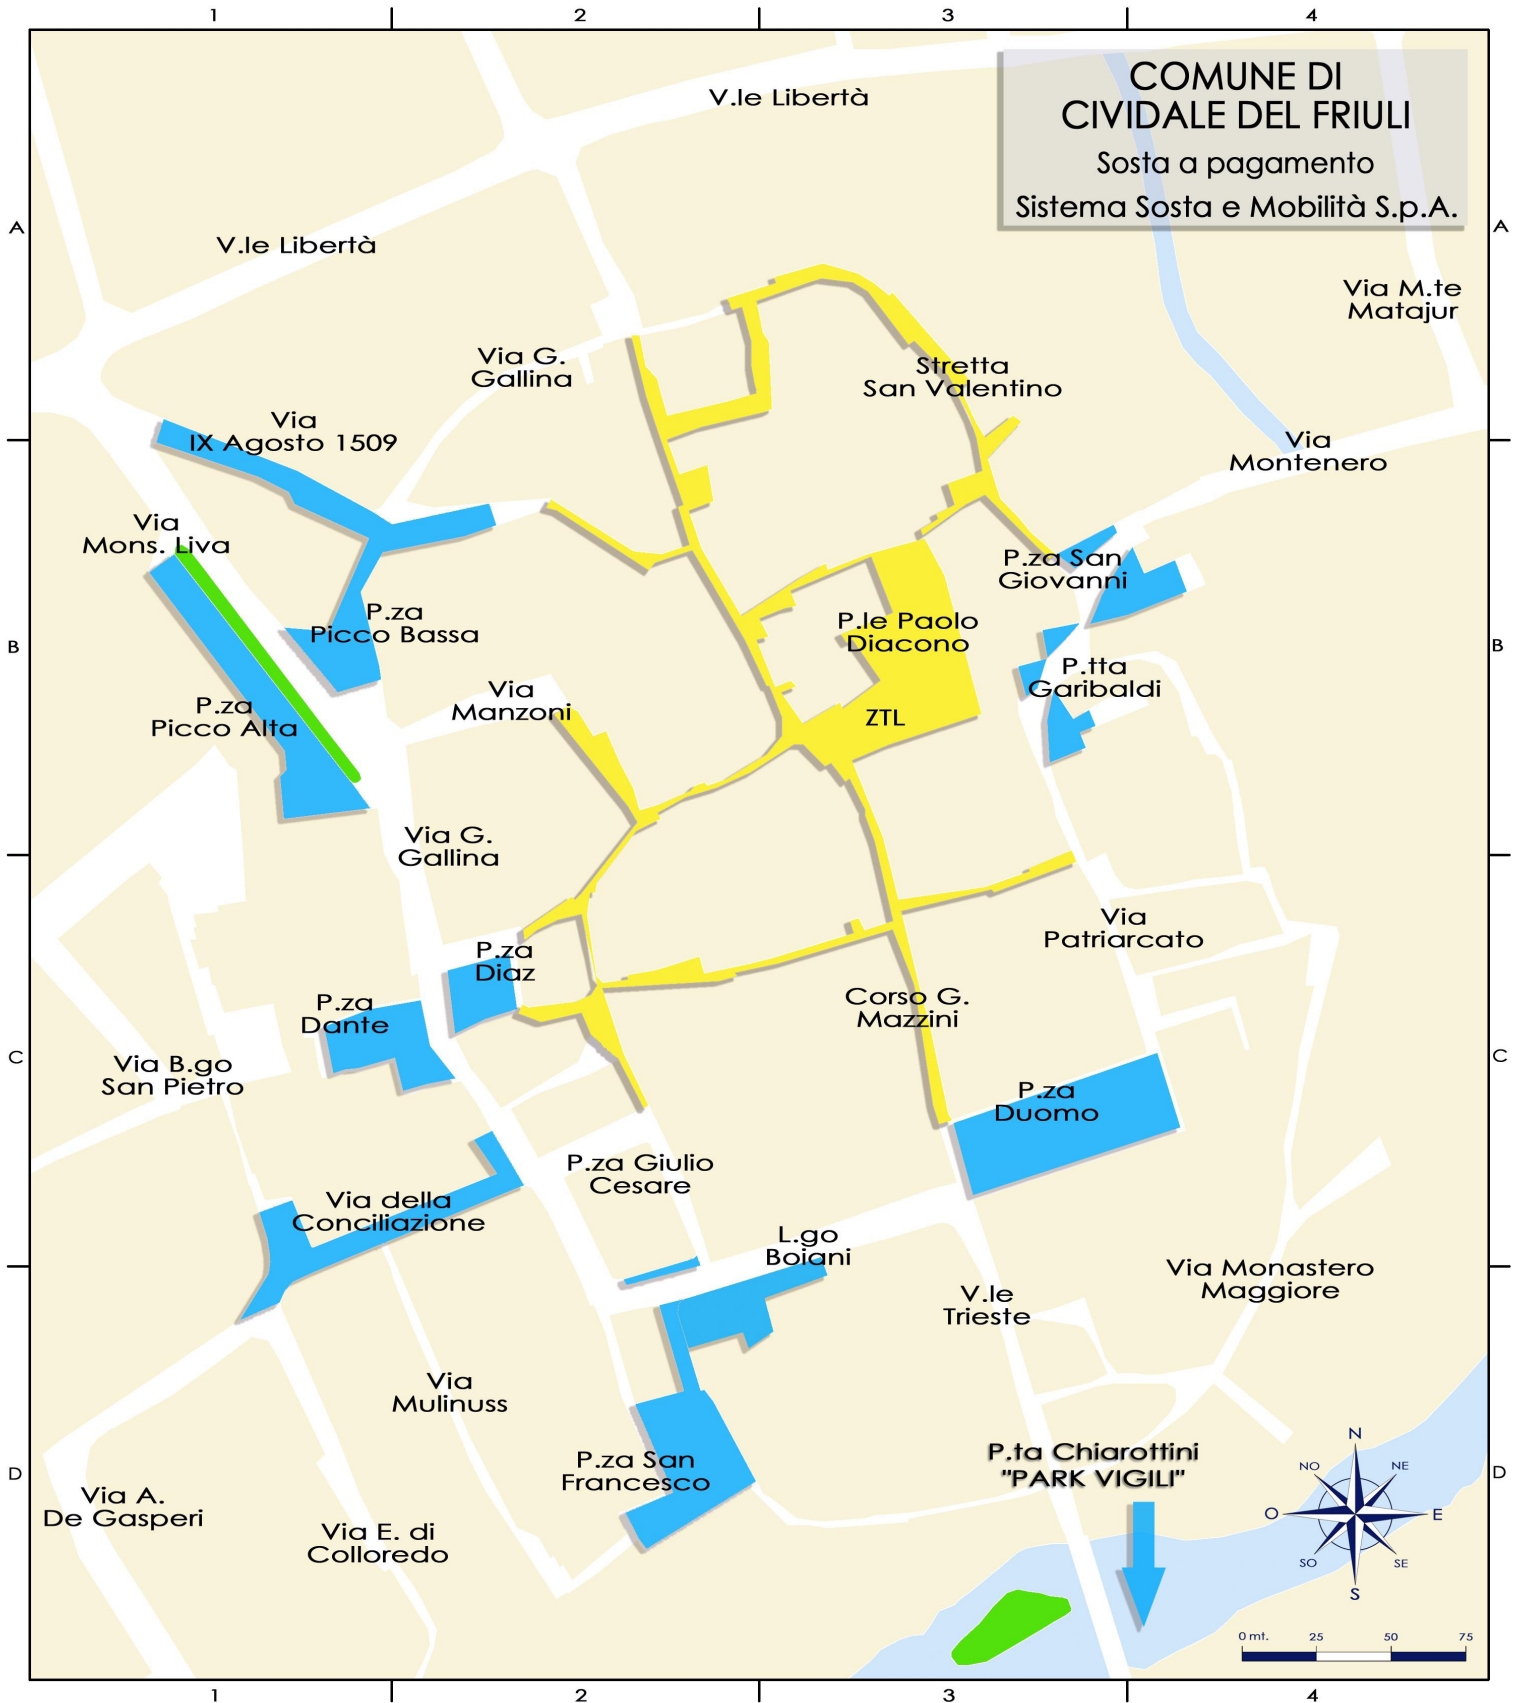 1
2
3
4
COMUNE DI
CIVIDALE DEL FRIULI
Sosta a pagamento
Sistema Sosta e Mobilità S.p.A.
V.le Libertà
A
A
V.le Libertà
Via M.te
Matajur
Via G.
Gallina
Stretta
San Valentino
Via
IX Agosto 1509
Via
Montenero
Via
Mons. Liva
P.za San
Giovanni
P.za
Picco Bassa
P.le Paolo
Diacono
B
B
P.tta
Garibaldi
Via
Manzoni
P.za
Picco Alta
ZTL
Via G.
Gallina
Via
Patriarcato
P.za
Diaz
P.za
Dante
Corso G.
Mazzini
C
C
Via B.go
San Pietro
P.za
Duomo
P.za Giulio
Cesare
Via della
Conciliazione
L.go
Boiani
Via Monastero
Maggiore
V.le
Trieste
Via
Mulinuss
P.za San
Francesco
P.ta Chiarottini
"PARK VIGILI"
D
D
Via A.
De Gasperi
Via E. di
Colloredo
N
NO
NE
O
E
SO
SE
S
0 mt.
25
50
75
1
2
3
4